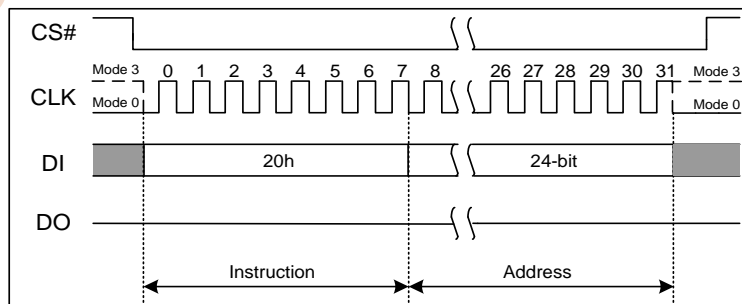 CS#
Mode 3 0 1 2 3 4 5 6 7 8 26 27 28 29 30 31 Mode 3
CLK
Mode 0 Mode 0
DI 20h 24-bit
DO
Instruction Address